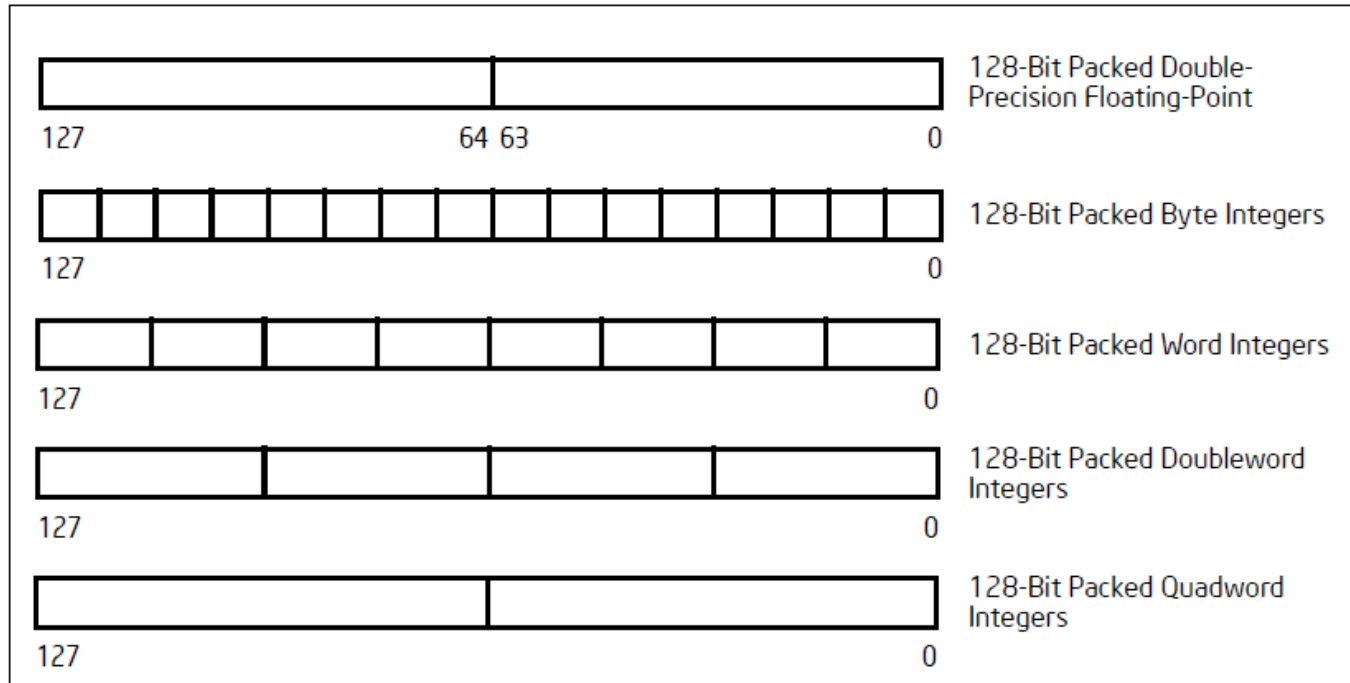 128-Bit Packed Double-
Precision Floating-Point
127 64 63 0
128-Bit Packed Byte Integers
127 0
128-Bit Packed Word Integers
127 0
128-Bit Packed Doubleword
Integers
127 0
128-Bit Packed Quadword
Integers
127 0